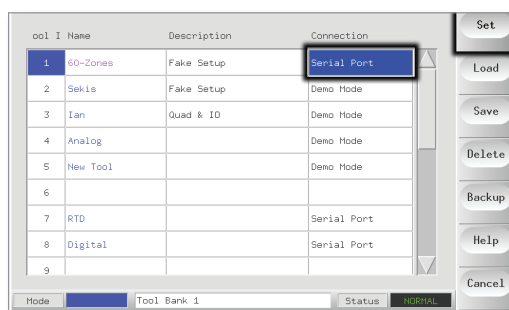 ool I Name Description Connection
1 60-Zones Fake Setup Serial Port
2 Sekis Fake Setup Demo Mode
3 Ian Quad & IO Demo Mode
4 Analog Demo Mode
5 New Tool Demo Mode
6
7 RTD Serial Port
8 Digital Serial Port
9
Mode Tool Bank 1 Status NORMAL
Set
Load
Save
Delete
Backup
Help
Cancel